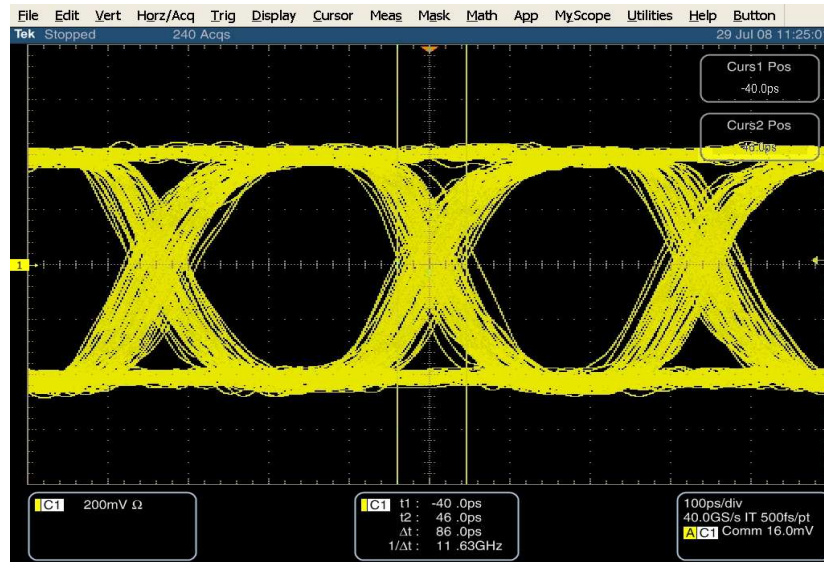 File Edit Vert Horz/Acq Trig Display Cursor Meas Mask Math App MyScope Utilities Help Button
Tek Stopped 240 Acqs 29 Jul 08 11:25:0
Curs1 Pos
-40.0ps
Curs2 Pos
1
C1 200mV Ω
C1 t1 : -40 .0ps
t2 : 46 .0ps
Δt : 86 .0ps
1/Δt : 11 .63GHz
100ps/div
40.0GS/s IT 500fs/pt
A C1 Comm 16.0mV